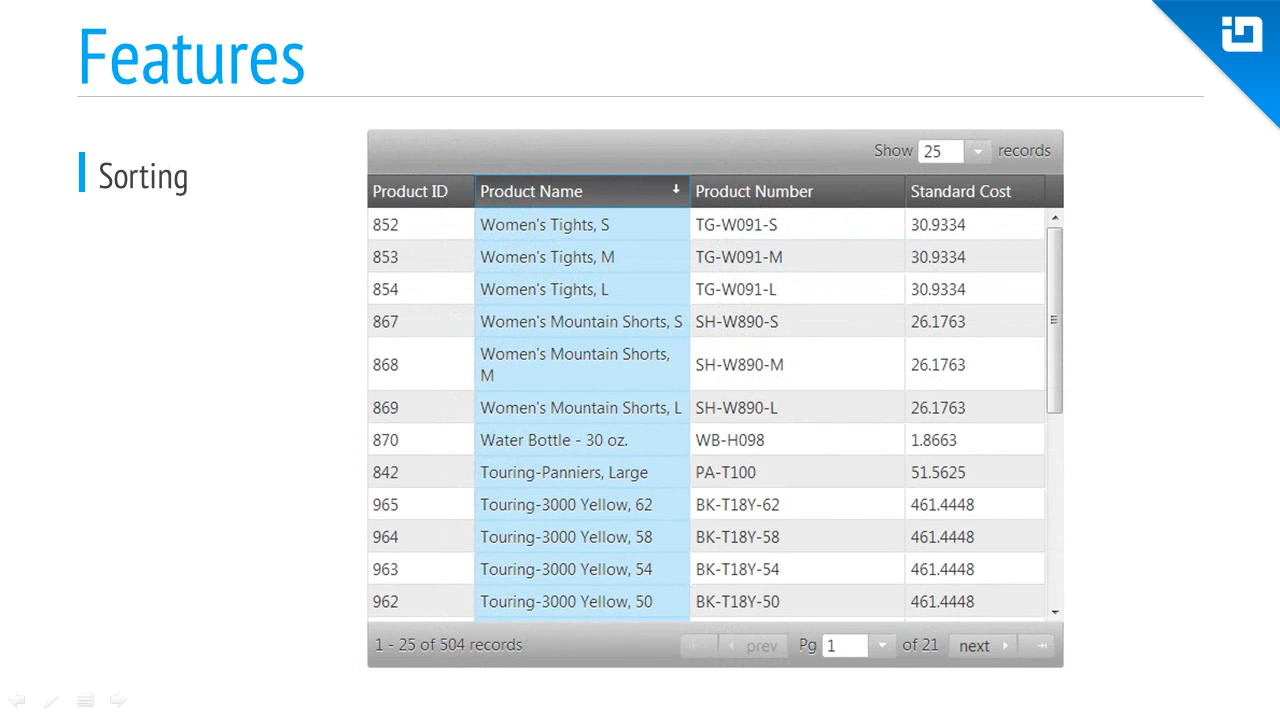 Features
Sorting
Show 25 records
Product ID Product Name Product Number Standard Cost
852 Women's Tights, S TG-W091-S 30.9334
853 Women's Tights, M TG-W091-M 30.9334
854 Women's Tights, L TG-W091-L 30.9334
867 Women's Mountain Shorts, S SH-W890-S 26.1763
868 Women's Mountain Shorts, M SH-W890-M 26.1763
869 Women's Mountain Shorts, L SH-W890-L 26.1763
870 Water Bottle - 30 oz. WB-H098 1.8663
842 Touring-Panniers, Large PA-T100 51.5625
965 Touring-3000 Yellow, 62 BK-T18Y-62 461.4448
964 Touring-3000 Yellow, 58 BK-T18Y-58 461.4448
963 Touring-3000 Yellow, 54 BK-T18Y-54 461.4448
962 Touring-3000 Yellow, 50 BK-T18Y-50 461.4448
1 - 25 of 504 records prev Pg 1 of 21 next